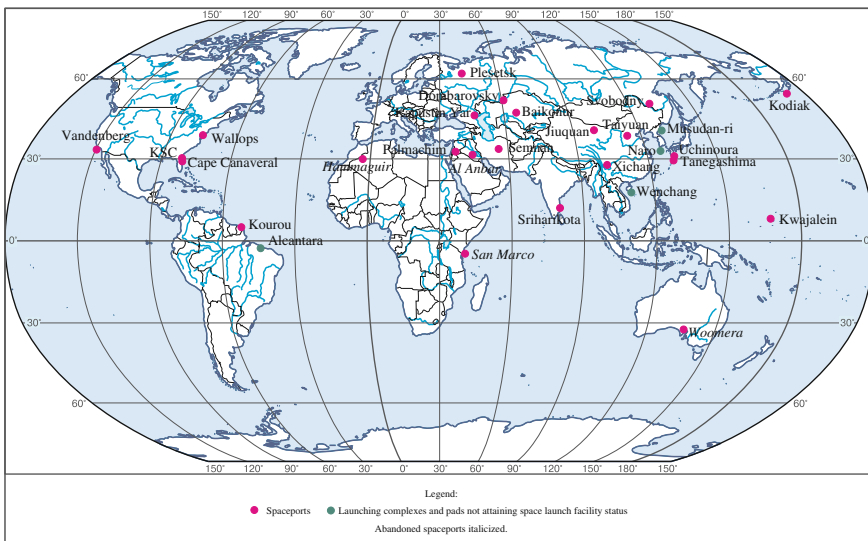 150° 120° 90° 60° 30° 0° 30° 60° 90° 120° 150° 180° 150°
60° 60°
Plesetsk
Dombarovskiy
Svobodny
Kodiak
Kapustin Yar
Baikonur
Vandenberg
Wallops
Jiuquan
Taiyuan
Musudan-ri
KSC
Palmachim
Semnan
Naro
Uchinoura
30° 30°
Cape Canaveral
Hammaguir
Al Anbar
Xichang
Tanegashima
Wenchang
Kourou
Sriharikota
Kwajalein
Alcantara
0° 0°
San Marco
30° 30°
Woomera
60° 60°
150° 120° 90° 60° 30° 0° 30° 60° 90° 120° 150° 180° 150°
Legend:
Spaceports Launching complexes and pads not attaining space launch facility status
Abandoned spaceports italicized.